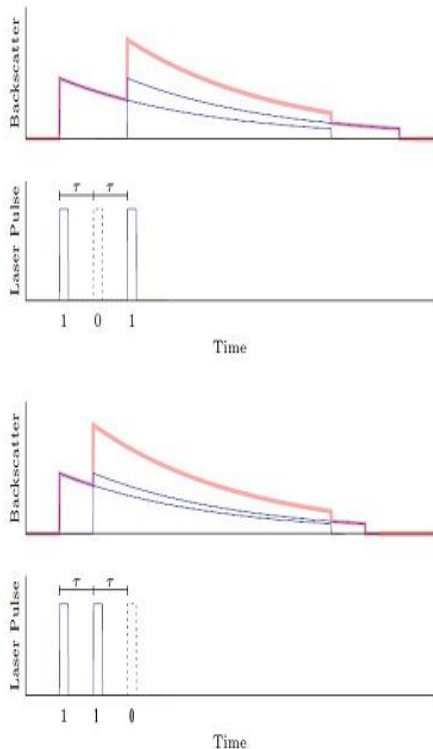 Backscatter
Laser Pulse
τ τ
1 0 1
Time
Backscatter
Laser Pulse
τ τ
1 1 0
Time